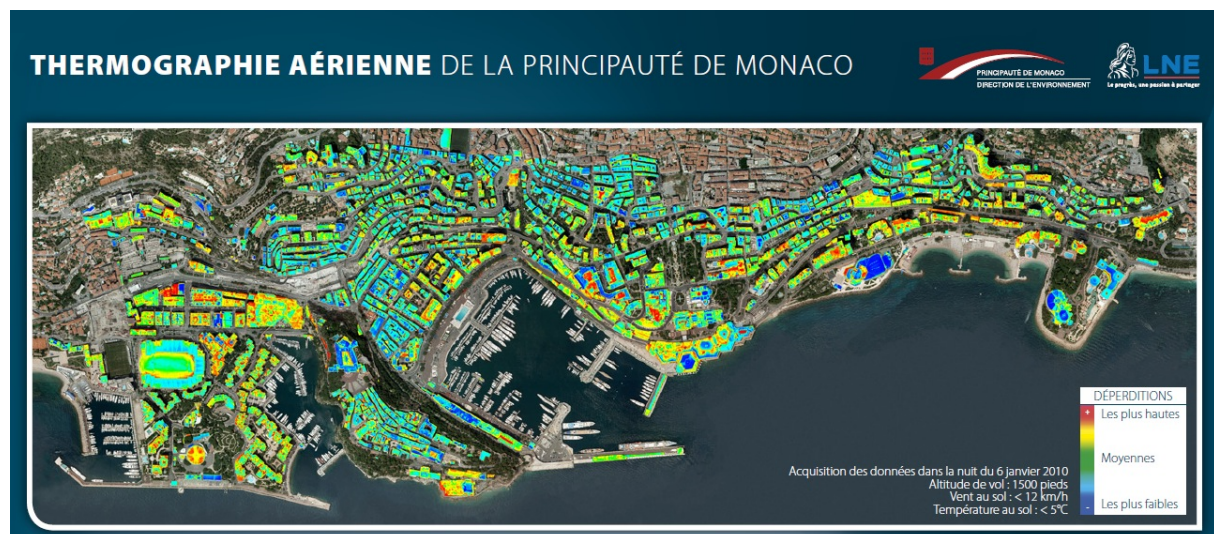 THERMOGRAPHIE AÉRIENNE DE LA PRINCIPAUTÉ DE MONACO
PRINCIPAUTÉ DE MONACO
DIRECTION DE L'ENVIRONNEMENT
LNE
Le progrès, une passion à partager
DÉPERDITIONS
+ Les plus hautes
Moyennes
- Les plus faibles
Acquisition des données dans la nuit du 6 janvier 2010
Altitude de vol : 1500 pieds
Vent au sol : < 12 km/h
Température au sol : < 5°C